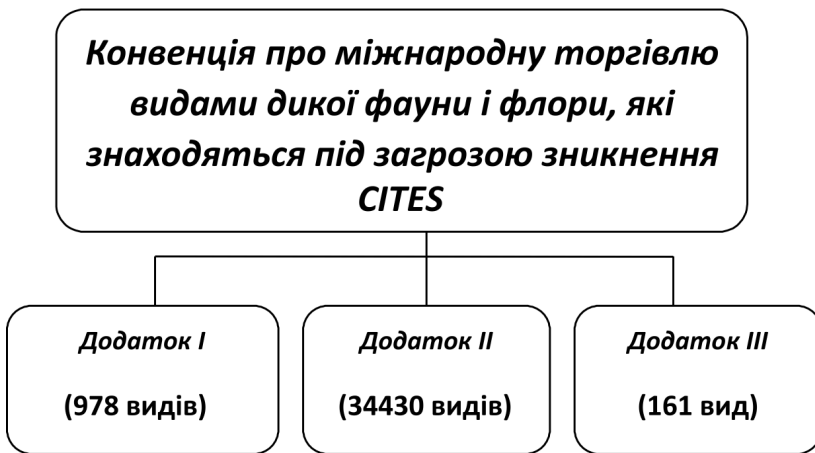 Конвенція про міжнародну торгівлю
видами дикої фауни і флори, які
знаходяться під загрозою зникнення
CITES
Додаток I
(978 видів)
Додаток II
(34430 видів)
Додаток III
(161 вид)